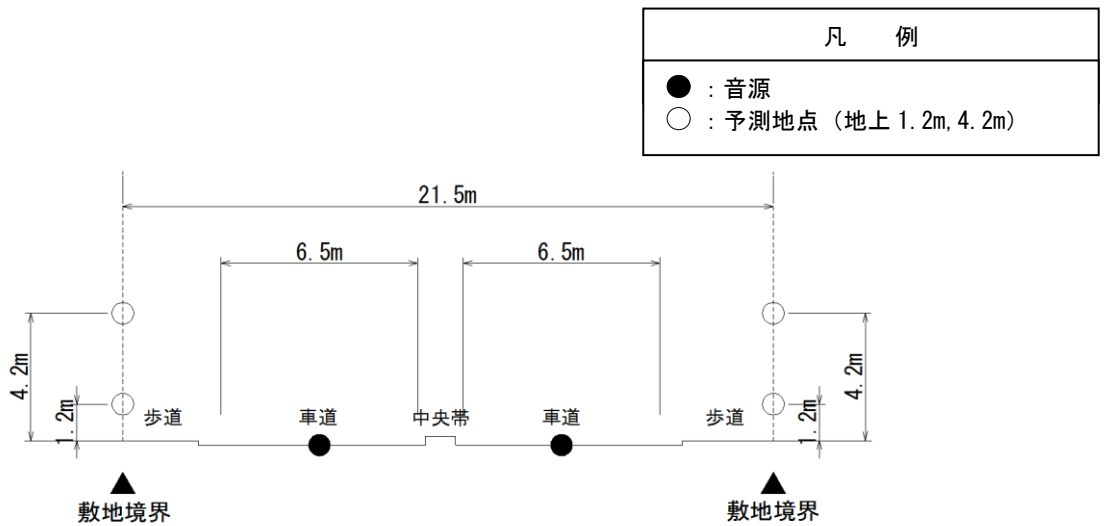 凡　例
● : 音源
○ : 予測地点 (地上 1.2m, 4.2m)
21.5m
6.5m
6.5m
4.2m
1.2m
4.2m
1.2m
歩道
車道
中央帯
車道
歩道
敷地境界
敷地境界